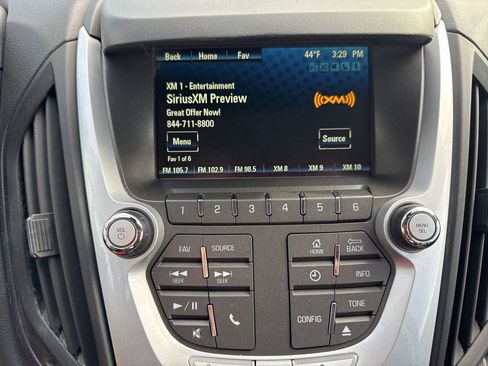 Back Home Fav 44°F 3:29 PM
XM 1 - Entertainment
SiriusXM Preview
((XM))
Great Offer Now!
844-711-8800
Menu Source
Fav 1 of 6
FM 105.7 FM 102.9 FM 98.5 XM 8 XM 9 XM 10
1 2 3 4 5 6
VOL
MENU
SEL
FAV SOURCE HOME BACK
SEEK SEEK INFO
TONE
CONFIG